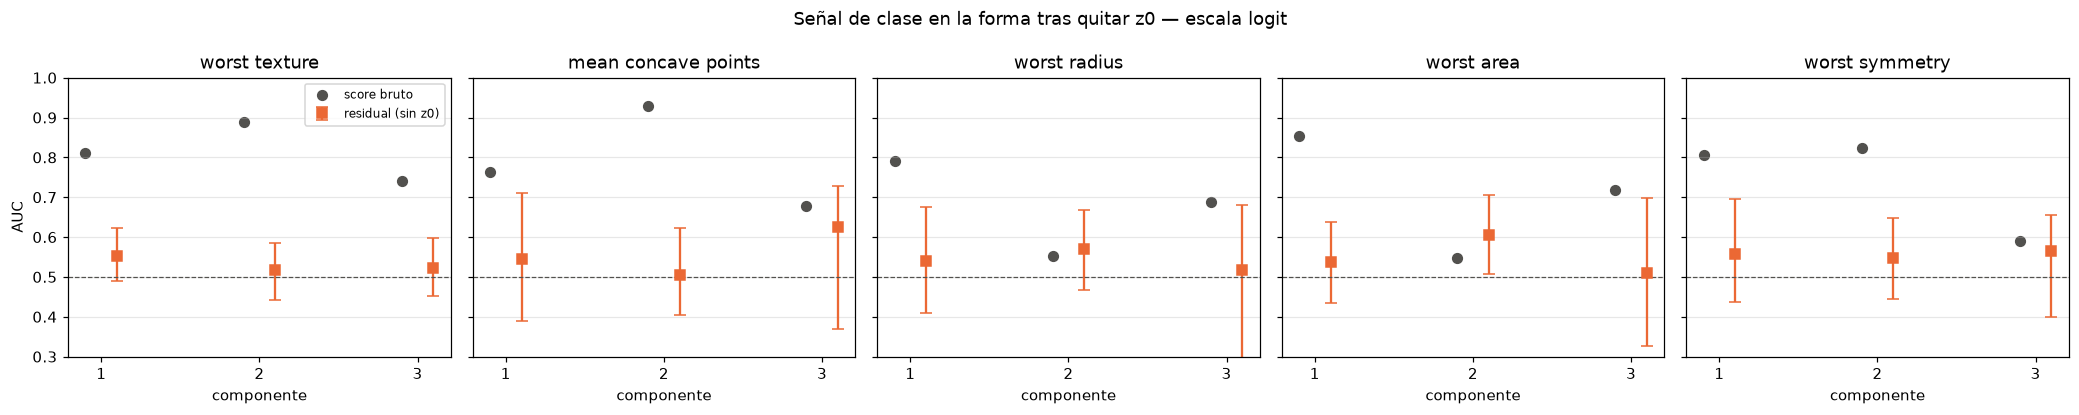 Señal de clase en la forma tras quitar z0 — escala logit
worst texture
mean concave points
worst radius
worst area
worst symmetry
score bruto
residual (sin z0)
AUC
1.0
0.9
0.8
0.7
0.6
0.5
0.4
0.3
1 2 3
1 2 3
1 2 3
1 2 3
1 2 3
componente
componente
componente
componente
componente